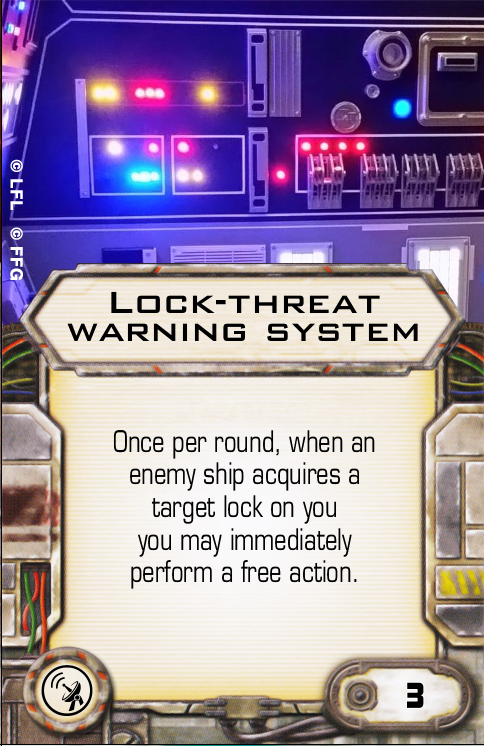 © LFL © FFG
Lock-threat
warning system
Once per round, when an
enemy ship acquires a
target lock on you
you may immediately
perform a free action.
3